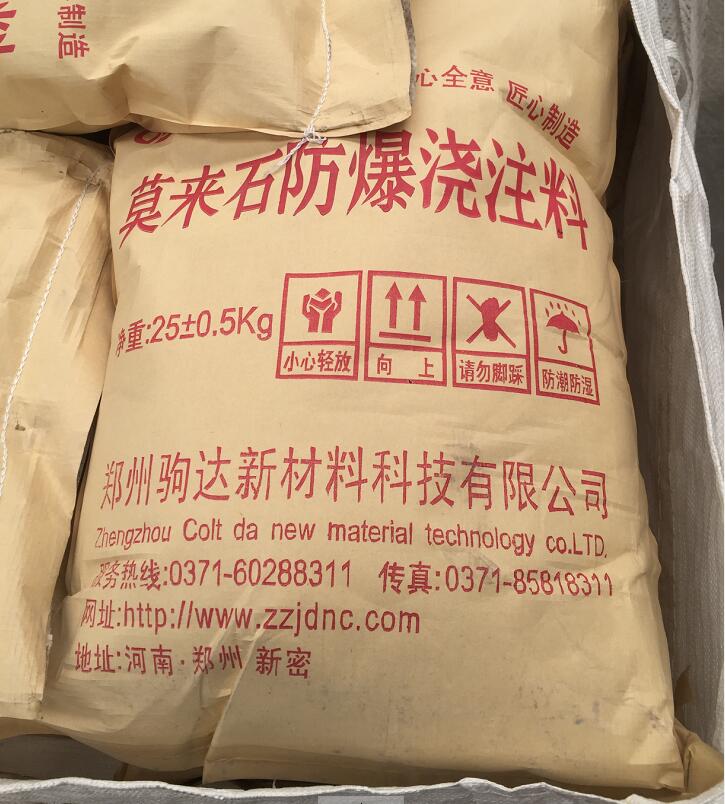 制造
心全意 匠心制造
莫来石防爆浇注料
净重:25±0.5Kg
小心轻放
向 上
请勿脚踩
防潮防湿
郑州驹达新材料科技有限公司
Zhengzhou Colt da new material technology co.LTD.
服务热线:0371-60288311 传真:0371-85818311
网址:http://www.zzjdnc.com
地址:河南·郑州 新密